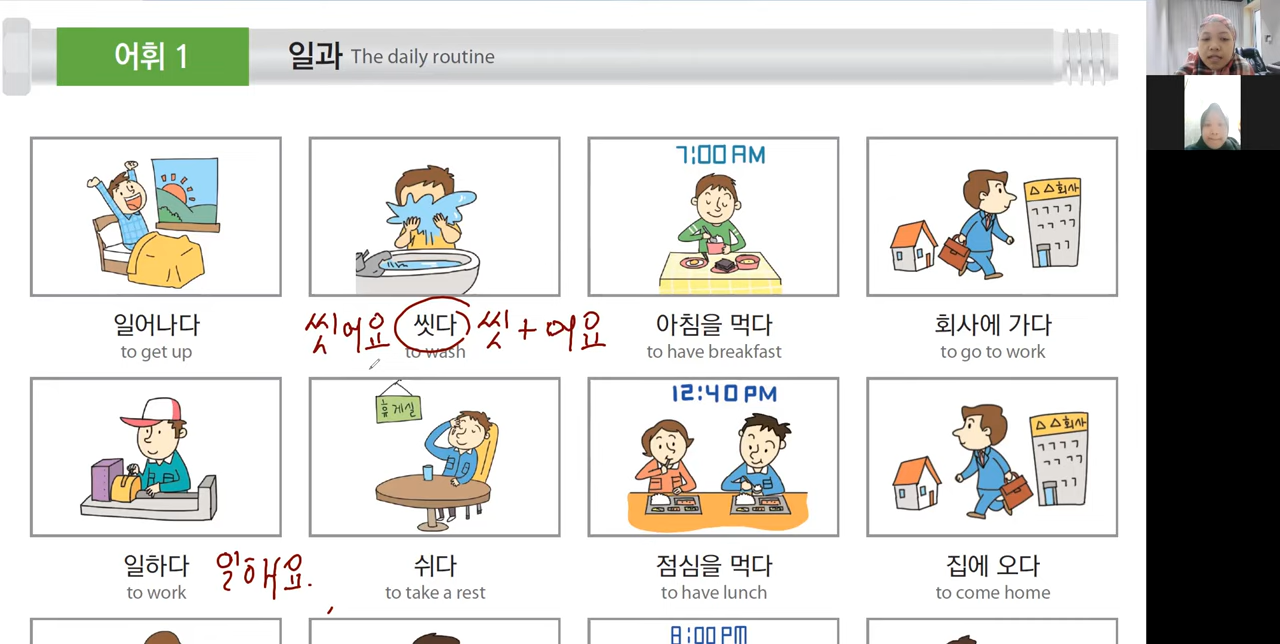 어휘 1
일과 The daily routine
7:00 AM
△△회사
일어나다
to get up
씻어요 씻다 씻 + 어요
to wash
아침을 먹다
to have breakfast
회사에 가다
to go to work
휴게실
12:40 PM
△△회사
일하다 일해요.
to work
쉬다
to take a rest
점심을 먹다
to have lunch
집에 오다
to come home
8:00 PM